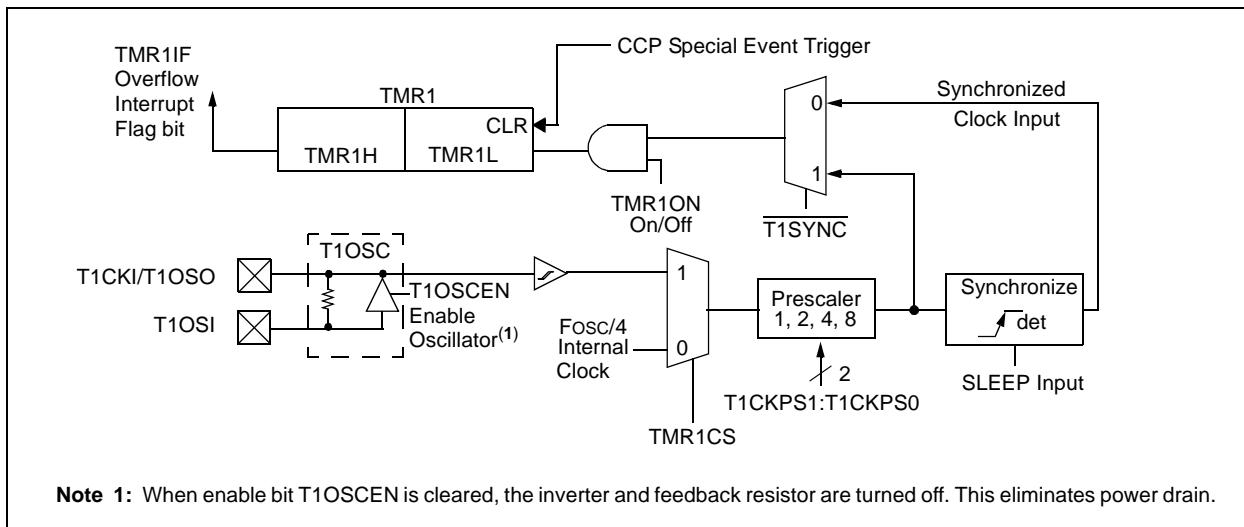 TMR1IF
Overflow
Interrupt
Flag bit
TMR1
CCP Special Event Trigger
CLR
TMR1H
TMR1L
TMR1ON
On/Off
0
1
T1SYNC
Synchronized
Clock Input
T1CKI/T1OSO
T1OSI
T1OSC
T1OSCEN
Enable
Oscillator(1)
FOSC/4
Internal
Clock
1
0
TMR1CS
Prescaler
1, 2, 4, 8
2
T1CKPS1:T1CKPS0
Synchronize
det
SLEEP Input
Note 1: When enable bit T1OSCEN is cleared, the inverter and feedback resistor are turned off. This eliminates power drain.